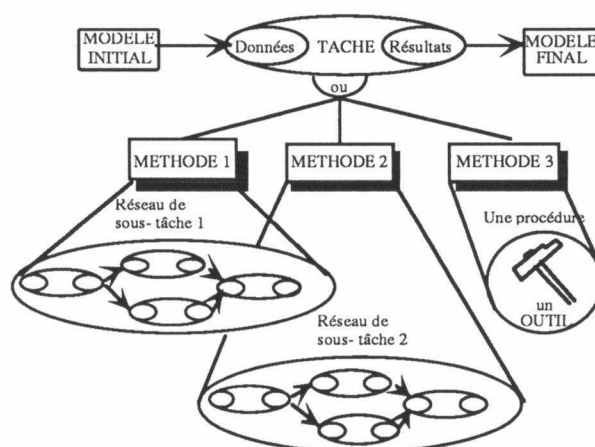 MODELE
INITIAL
Données
TACHE
Résultats
MODELE
FINAL
ou
METHODE 1
METHODE 2
METHODE 3
Réseau de
sous- tâche 1
Une procédure
un
OUTIL
Réseau de
sous- tâche 2